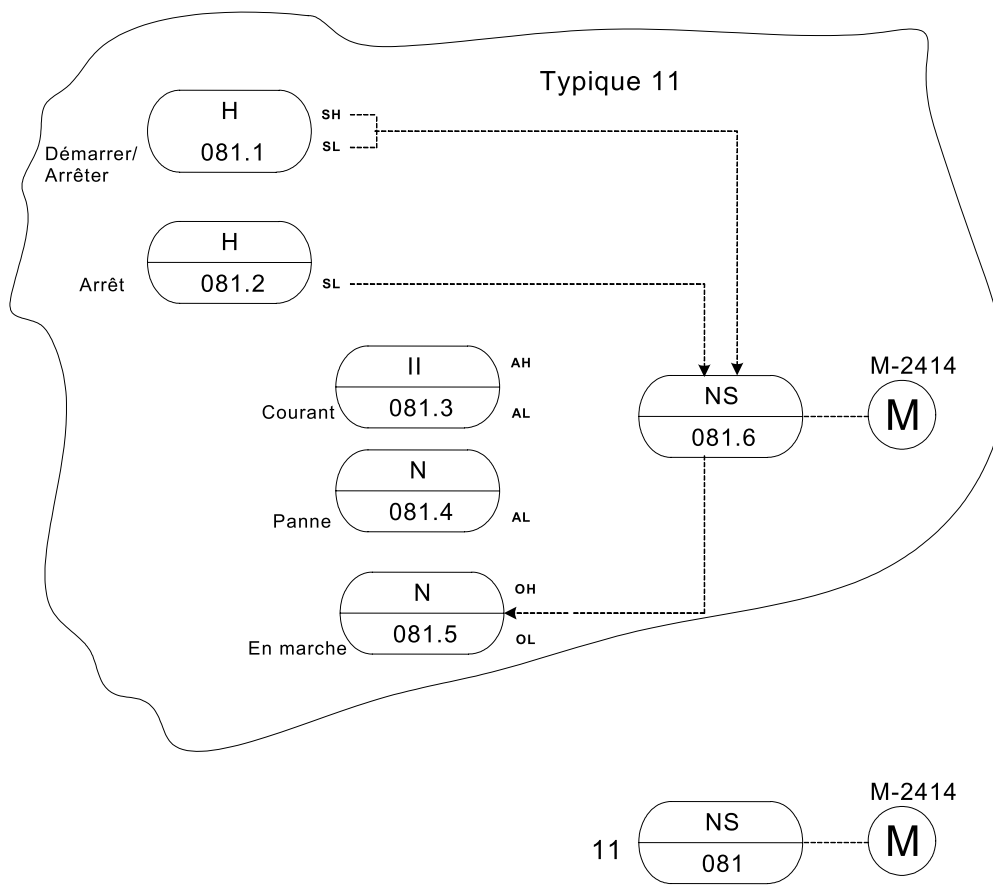 Typique 11
H
081.1
SH
SL
Démarrer/
Arrêter
H
081.2
SL
Arrêt
II
081.3
AH
AL
Courant
N
081.4
AL
Panne
N
081.5
OH
OL
En marche
NS
081.6
M-2414
M
11
NS
081
M-2414
M